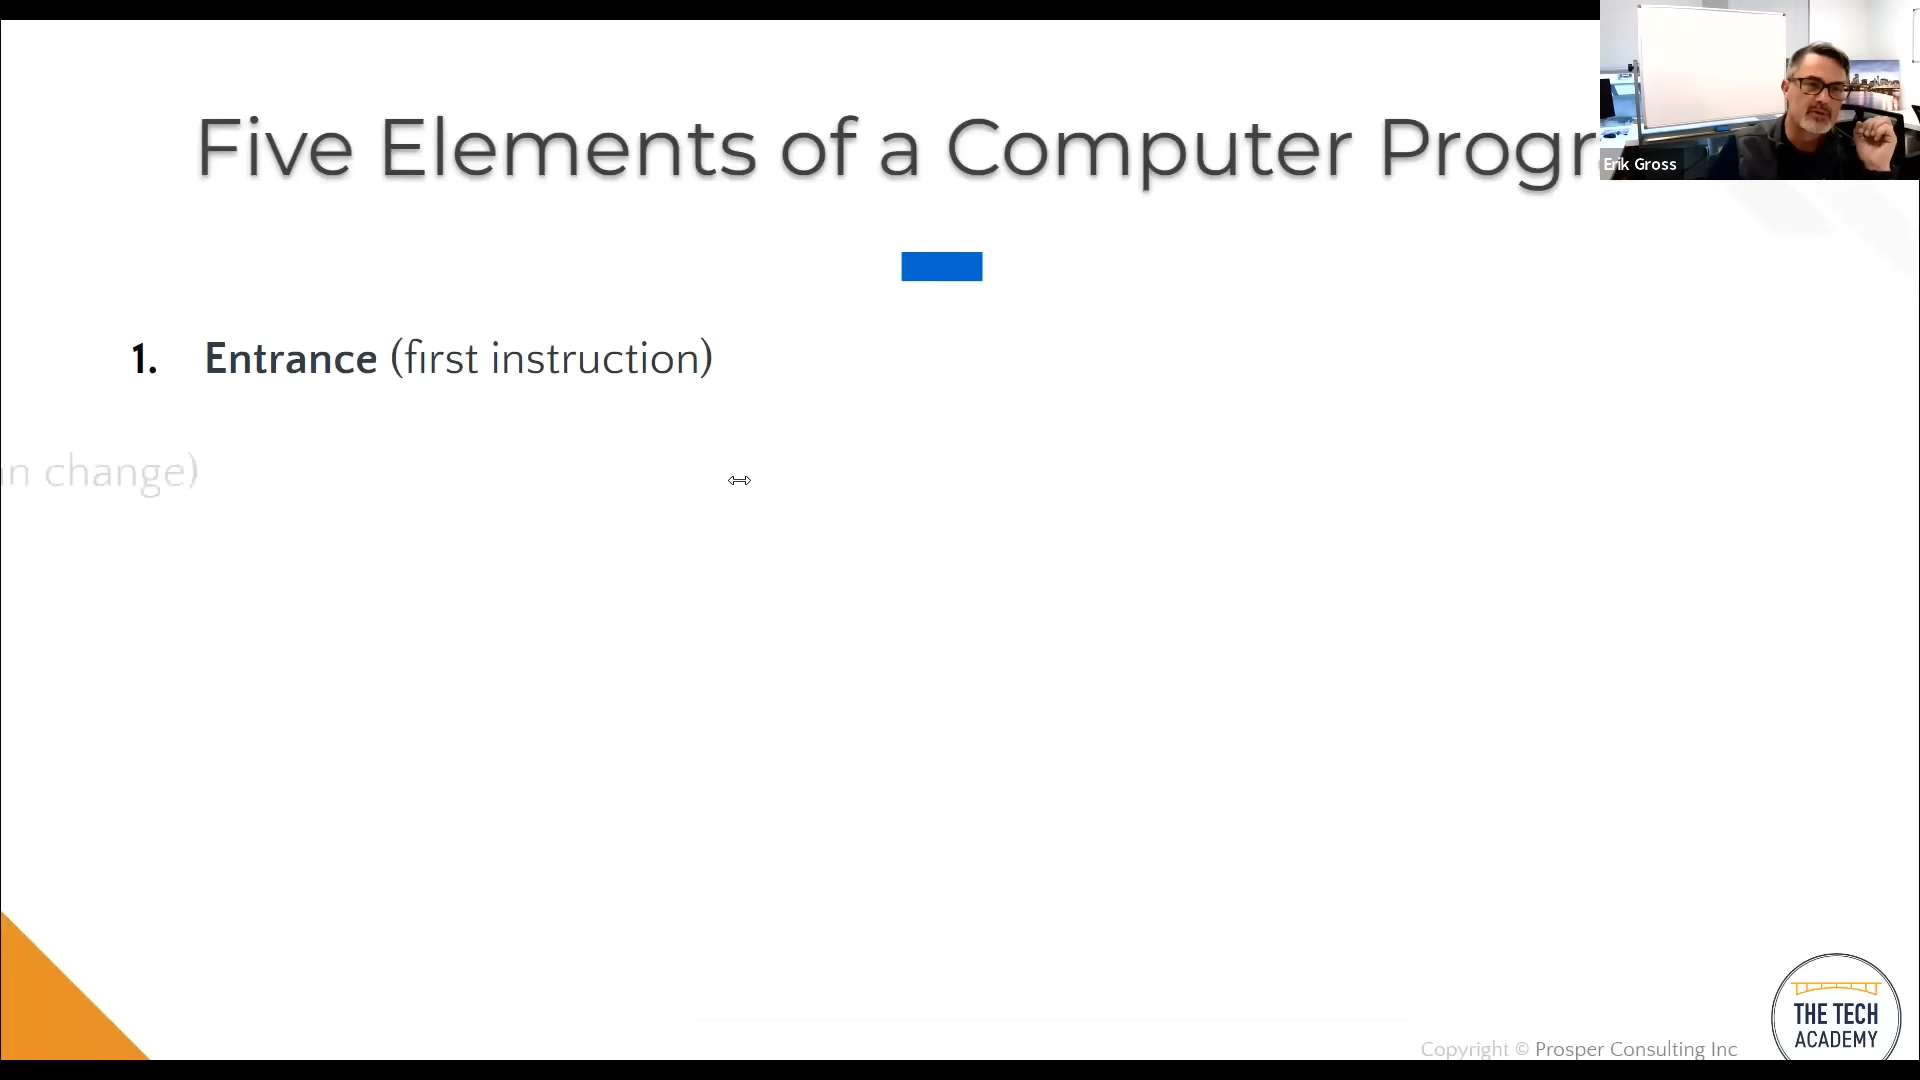 Five Elements of a Computer Progr
Erik Gross
1. Entrance (first instruction)
n change)
Copyright © Prosper Consulting Inc
THE TECH
ACADEMY